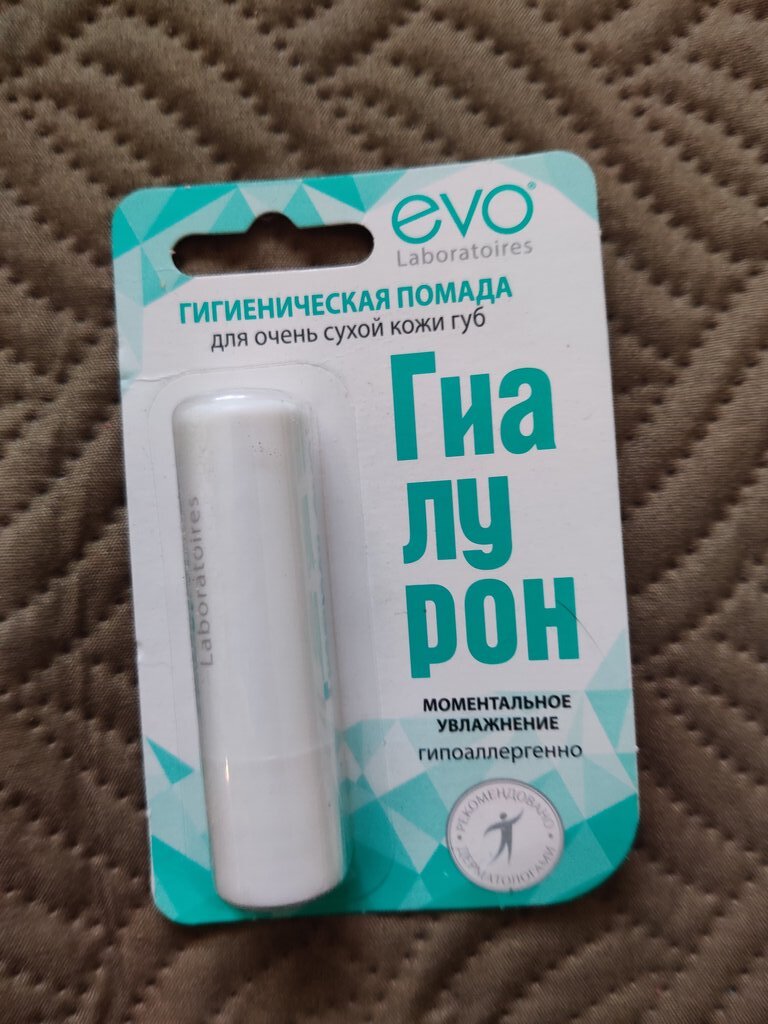 evo®
Laboratoires
ГИГИЕНИЧЕСКАЯ ПОМАДА
для очень сухой кожи губ
Гиа
лу
рон
Laboratoires
МОМЕНТАЛЬНОЕ
УВЛАЖНЕНИЕ
гипоаллергенно
• РЕКОМЕНДОВАНО •
ДЕРМАТОЛОГАМИ